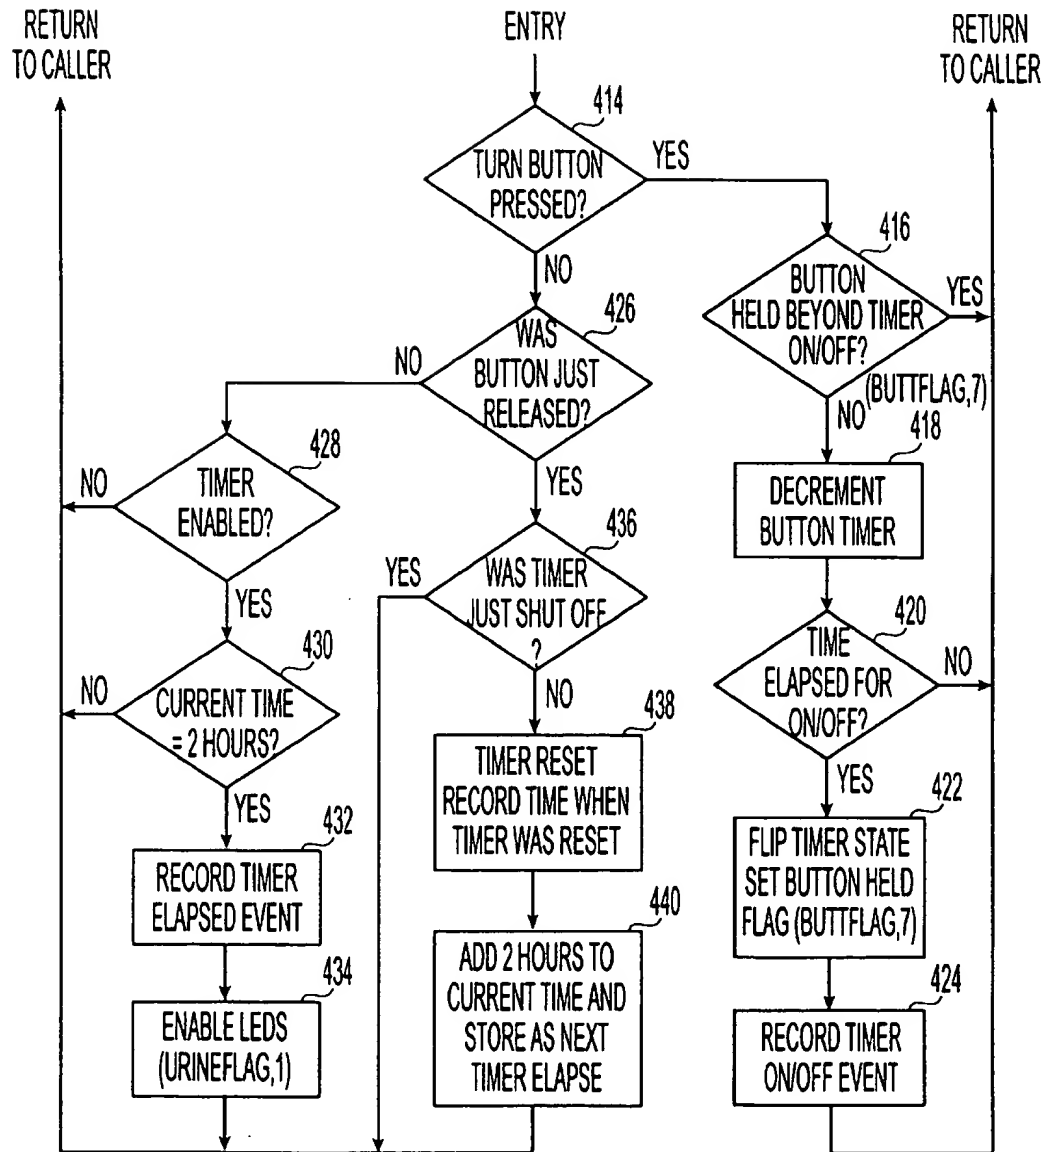 RETURN
TO CALLER
ENTRY
RETURN
TO CALLER
414
TURN BUTTON
PRESSED?
YES
NO
416
BUTTON
HELD BEYOND TIMER
ON/OFF?
YES
(BUTTFLAG,7)
NO
426
WAS
BUTTON JUST
RELEASED?
NO
YES
418
DECREMENT
BUTTON TIMER
428
TIMER
ENABLED?
NO
YES
436
WAS TIMER
JUST SHUT OFF
?
YES
NO
420
TIME
ELAPSED FOR
ON/OFF?
NO
YES
430
CURRENT TIME
= 2 HOURS?
NO
YES
438
TIMER RESET
RECORD TIME WHEN
TIMER WAS RESET
422
FLIP TIMER STATE
SET BUTTON HELD
FLAG (BUTTFLAG,7)
432
RECORD TIMER
ELAPSED EVENT
440
ADD 2 HOURS TO
CURRENT TIME AND
STORE AS NEXT
TIMER ELAPSE
434
ENABLE LEDS
(URINEFLAG,1)
424
RECORD TIMER
ON/OFF EVENT